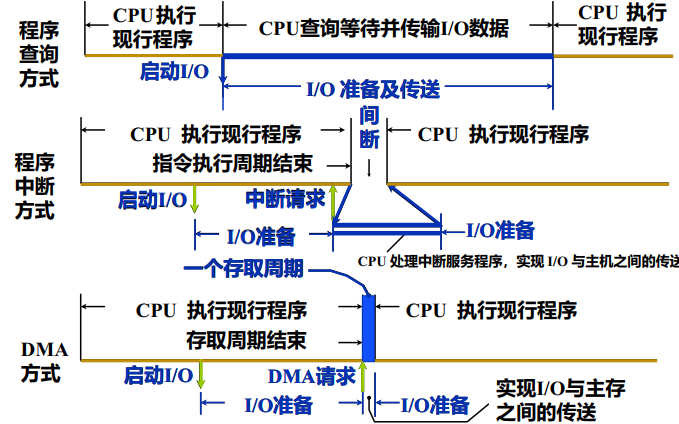 程序
查询
方式
CPU执行
现行程序
CPU查询等待并传输I/O数据
CPU 执行
现行程序
启动I/O
I/O 准备及传送
程序
中断
方式
CPU 执行现行程序
间
断
CPU 执行现行程序
指令执行周期结束
启动I/O
中断请求
I/O准备
I/O准备
CPU 处理中断服务程序，实现 I/O 与主机之间的传送
一个存取周期
DMA
方式
CPU 执行现行程序
CPU 执行现行程序
存取周期结束
启动I/O
DMA请求
I/O准备
I/O准备
实现I/O与主存
之间的传送